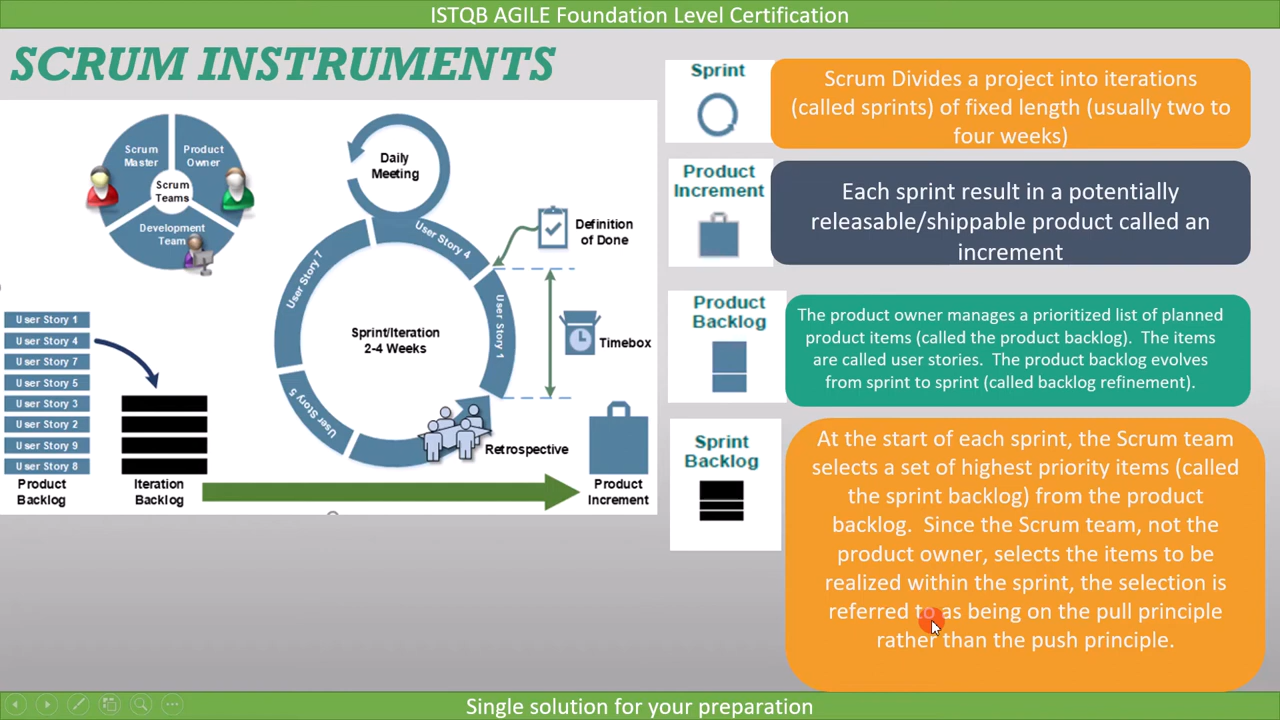 ISTQB AGILE Foundation Level Certification
SCRUM INSTRUMENTS
Scrum
Master
Product
Owner
Scrum
Teams
Development
Team
Daily
Meeting
User Story 4
User Story 7
User Story 1
User Story 5
Sprint/Iteration
2-4 Weeks
Definition
of Done
Timebox
Retrospective
User Story 1
User Story 4
User Story 7
User Story 5
User Story 3
User Story 2
User Story 9
User Story 8
Product
Backlog
Iteration
Backlog
Product
Increment
Sprint
Scrum Divides a project into iterations
(called sprints) of fixed length (usually two to
four weeks)
Product
Increment
Each sprint result in a potentially
releasable/shippable product called an
increment
Product
Backlog
The product owner manages a prioritized list of planned
product items (called the product backlog). The items
are called user stories. The product backlog evolves
from sprint to sprint (called backlog refinement).
Sprint
Backlog
At the start of each sprint, the Scrum team
selects a set of highest priority items (called
the sprint backlog) from the product
backlog. Since the Scrum team, not the
product owner, selects the items to be
realized within the sprint, the selection is
referred to as being on the pull principle
rather than the push principle.
Single solution for your preparation